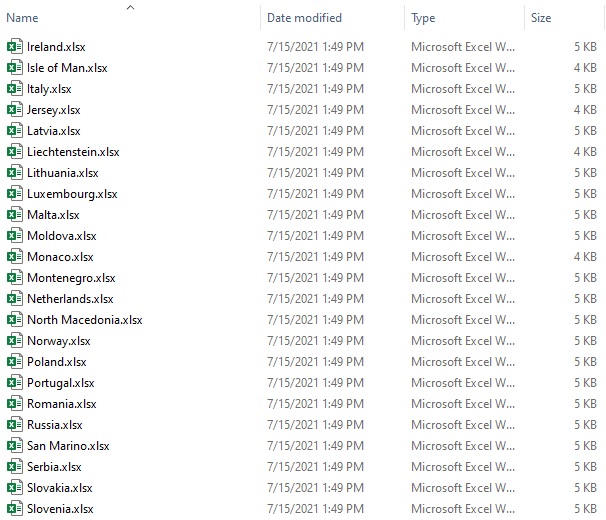 Name Date modified Type Size
Ireland.xlsx 7/15/2021 1:49 PM Microsoft Excel W... 5 KB
Isle of Man.xlsx 7/15/2021 1:49 PM Microsoft Excel W... 4 KB
Italy.xlsx 7/15/2021 1:49 PM Microsoft Excel W... 5 KB
Jersey.xlsx 7/15/2021 1:49 PM Microsoft Excel W... 4 KB
Latvia.xlsx 7/15/2021 1:49 PM Microsoft Excel W... 5 KB
Liechtenstein.xlsx 7/15/2021 1:49 PM Microsoft Excel W... 4 KB
Lithuania.xlsx 7/15/2021 1:49 PM Microsoft Excel W... 5 KB
Luxembourg.xlsx 7/15/2021 1:49 PM Microsoft Excel W... 5 KB
Malta.xlsx 7/15/2021 1:49 PM Microsoft Excel W... 5 KB
Moldova.xlsx 7/15/2021 1:49 PM Microsoft Excel W... 5 KB
Monaco.xlsx 7/15/2021 1:49 PM Microsoft Excel W... 4 KB
Montenegro.xlsx 7/15/2021 1:49 PM Microsoft Excel W... 5 KB
Netherlands.xlsx 7/15/2021 1:49 PM Microsoft Excel W... 5 KB
North Macedonia.xlsx 7/15/2021 1:49 PM Microsoft Excel W... 5 KB
Norway.xlsx 7/15/2021 1:49 PM Microsoft Excel W... 5 KB
Poland.xlsx 7/15/2021 1:49 PM Microsoft Excel W... 5 KB
Portugal.xlsx 7/15/2021 1:49 PM Microsoft Excel W... 5 KB
Romania.xlsx 7/15/2021 1:49 PM Microsoft Excel W... 5 KB
Russia.xlsx 7/15/2021 1:49 PM Microsoft Excel W... 5 KB
San Marino.xlsx 7/15/2021 1:49 PM Microsoft Excel W... 5 KB
Serbia.xlsx 7/15/2021 1:49 PM Microsoft Excel W... 5 KB
Slovakia.xlsx 7/15/2021 1:49 PM Microsoft Excel W... 5 KB
Slovenia.xlsx 7/15/2021 1:49 PM Microsoft Excel W... 5 KB